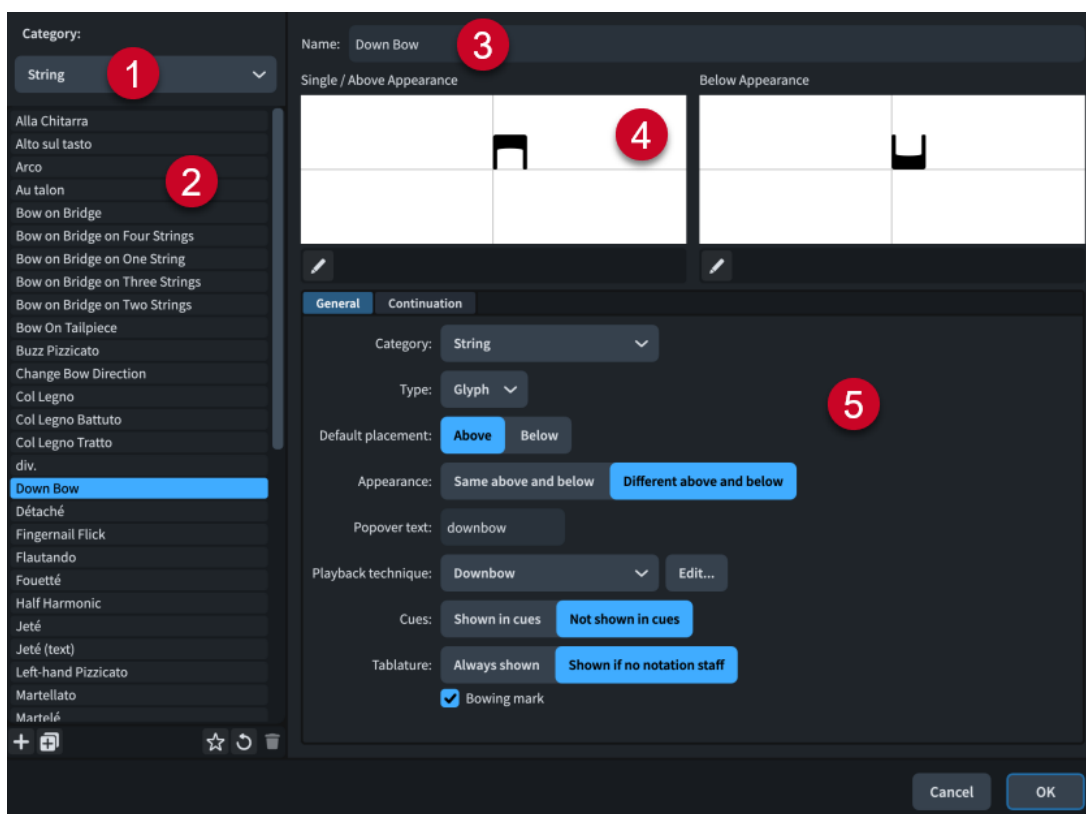 Category:
String
1
Alla Chitarra
Alto sul tasto
Arco
Au talon
2
Bow on Bridge
Bow on Bridge on Four Strings
Bow on Bridge on One String
Bow on Bridge on Three Strings
Bow on Bridge on Two Strings
Bow On Tailpiece
Buzz Pizzicato
Change Bow Direction
Col Legno
Col Legno Battuto
Col Legno Tratto
div.
Down Bow
Détaché
Fingernail Flick
Flautando
Fouetté
Half Harmonic
Jeté
Jeté (text)
Left-hand Pizzicato
Martellato
Martelé
Name: Down Bow
3
Single / Above Appearance
Below Appearance
4
General Continuation
Category: String
Type: Glyph
5
Default placement: Above Below
Appearance: Same above and below Different above and below
Popover text: downbow
Playback technique: Downbow Edit...
Cues: Shown in cues Not shown in cues
Tablature: Always shown Shown if no notation staff
Bowing mark
Cancel OK